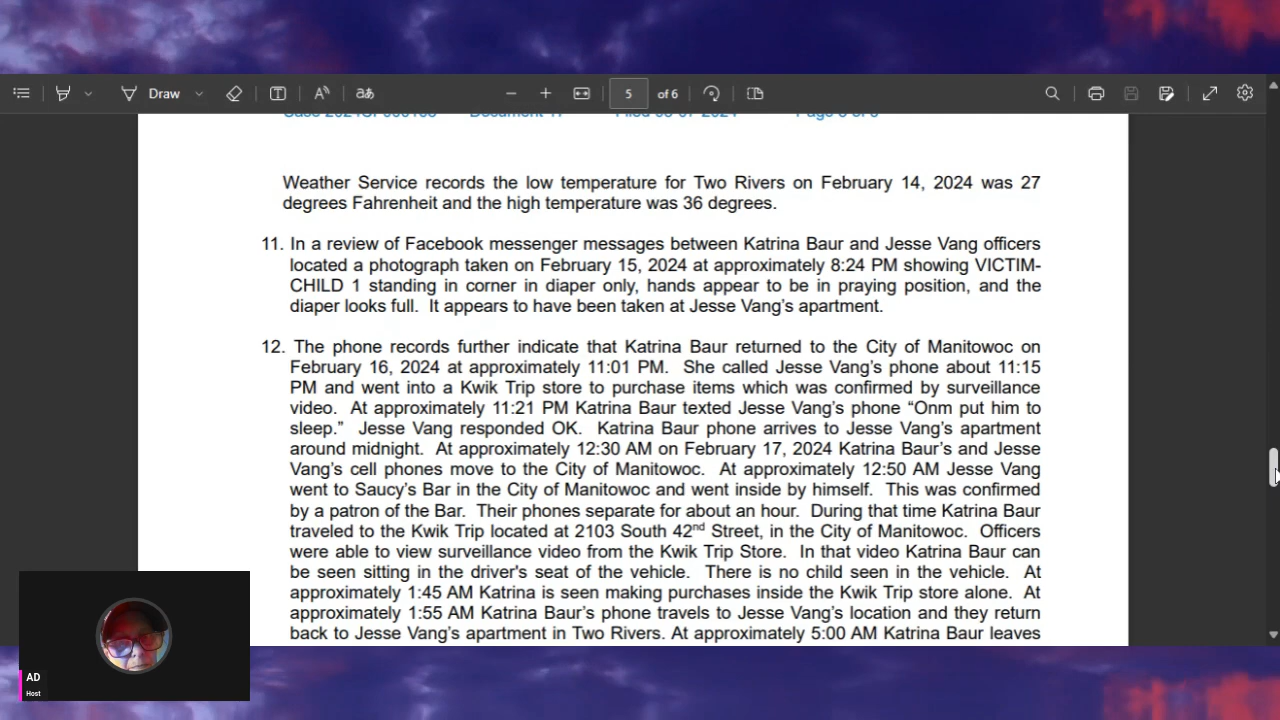 Draw
5
of 6
Weather Service records the low temperature for Two Rivers on February 14, 2024 was 27
degrees Fahrenheit and the high temperature was 36 degrees.
11. In a review of Facebook messenger messages between Katrina Baur and Jesse Vang officers
located a photograph taken on February 15, 2024 at approximately 8:24 PM showing VICTIM-
CHILD 1 standing in corner in diaper only, hands appear to be in praying position, and the
diaper looks full. It appears to have been taken at Jesse Vang's apartment.
12. The phone records further indicate that Katrina Baur returned to the City of Manitowoc on
February 16, 2024 at approximately 11:01 PM. She called Jesse Vang's phone about 11:15
PM and went into a Kwik Trip store to purchase items which was confirmed by surveillance
video. At approximately 11:21 PM Katrina Baur texted Jesse Vang's phone “Onm put him to
sleep.” Jesse Vang responded OK. Katrina Baur phone arrives to Jesse Vang's apartment
around midnight. At approximately 12:30 AM on February 17, 2024 Katrina Baur's and Jesse
Vang's cell phones move to the City of Manitowoc. At approximately 12:50 AM Jesse Vang
went to Saucy's Bar in the City of Manitowoc and went inside by himself. This was confirmed
by a patron of the Bar. Their phones separate for about an hour. During that time Katrina Baur
traveled to the Kwik Trip located at 2103 South 42nd Street, in the City of Manitowoc. Officers
were able to view surveillance video from the Kwik Trip Store. In that video Katrina Baur can
be seen sitting in the driver's seat of the vehicle. There is no child seen in the vehicle. At
approximately 1:45 AM Katrina is seen making purchases inside the Kwik Trip store alone. At
approximately 1:55 AM Katrina Baur's phone travels to Jesse Vang's location and they return
back to Jesse Vang's apartment in Two Rivers. At approximately 5:00 AM Katrina Baur leaves
AD
Host